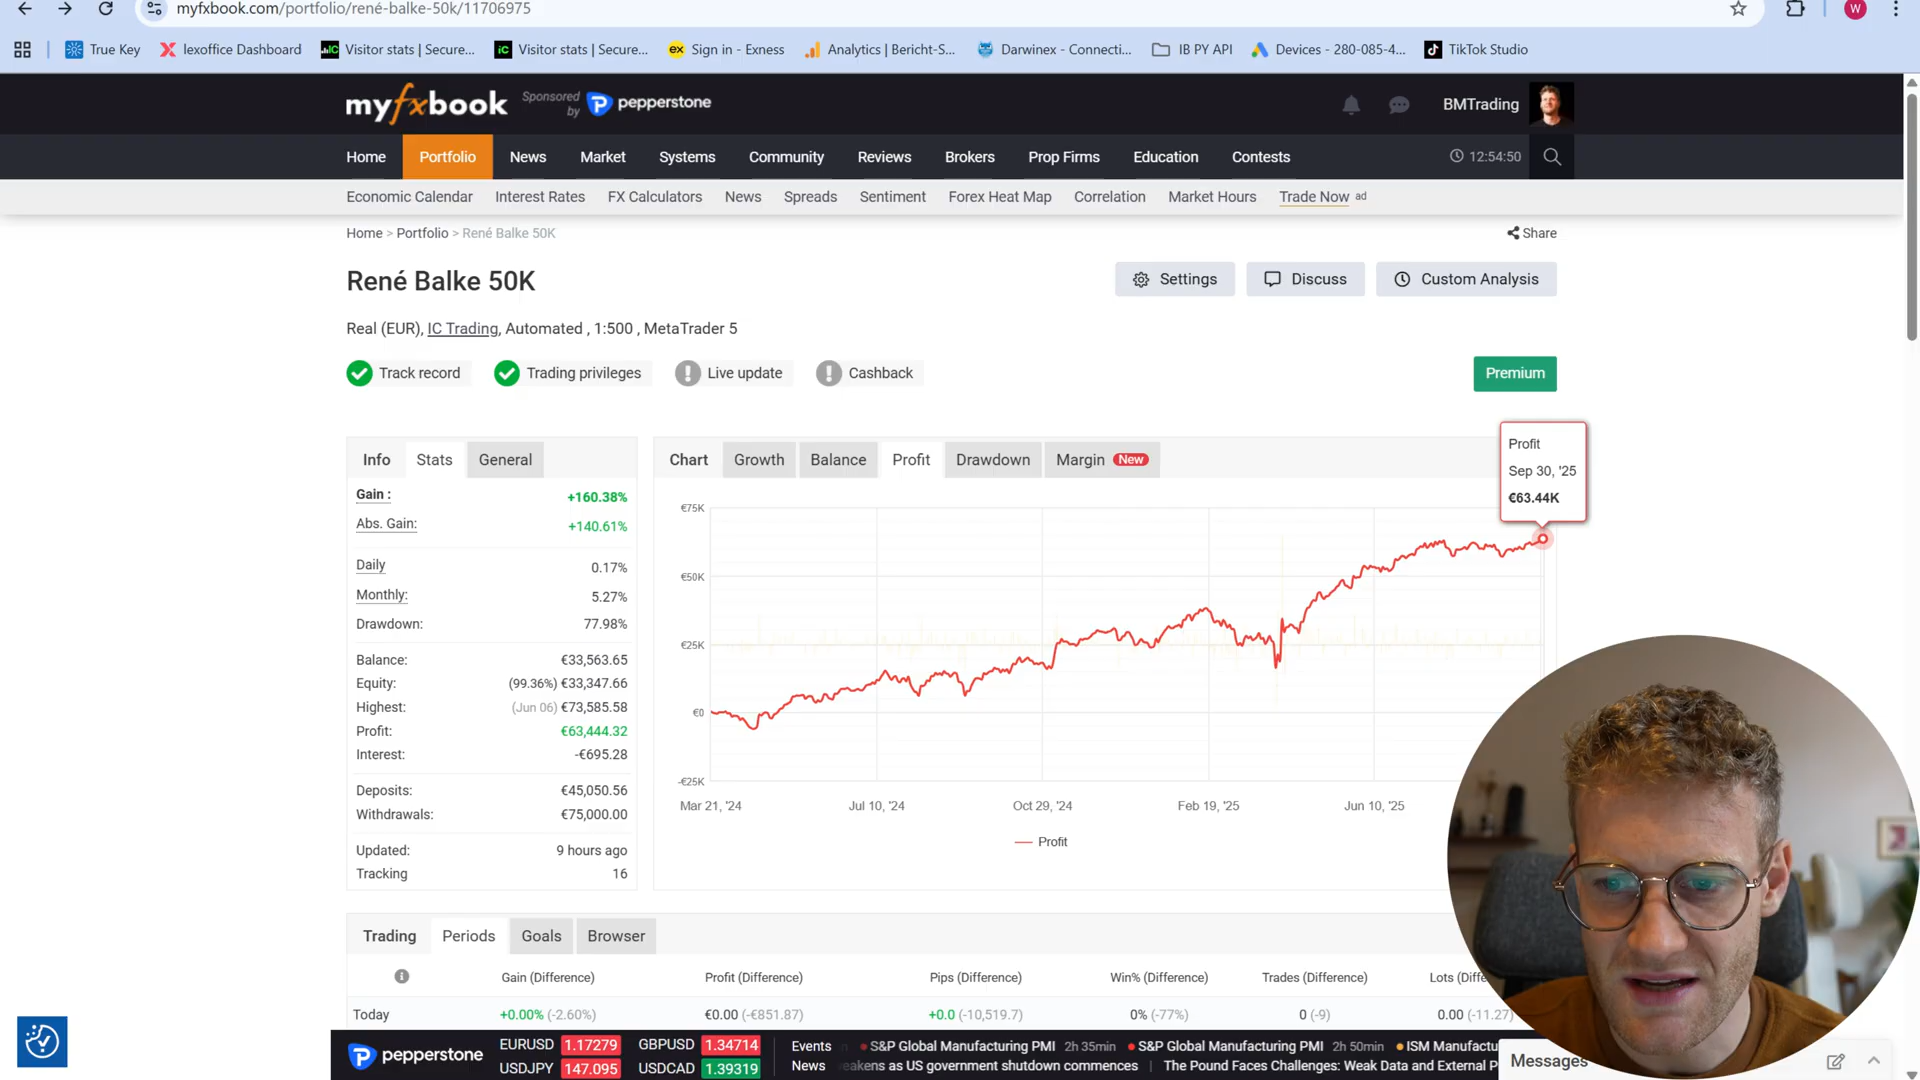 myfxbook.com/portfolio/rené-balke-50k/11706975
W
True Key
lexoffice Dashboard
Visitor stats | Secure...
Visitor stats | Secure...
Sign in - Exness
Analytics | Bericht-S...
Darwinex - Connecti...
IB PY API
Devices - 280-085-4...
TikTok Studio
myfxbook
Sponsored by
pepperstone
BMTrading
Home
Portfolio
News
Market
Systems
Community
Reviews
Brokers
Prop Firms
Education
Contests
12:54:50
Economic Calendar
Interest Rates
FX Calculators
News
Spreads
Sentiment
Forex Heat Map
Correlation
Market Hours
Trade Now ad
Home > Portfolio > René Balke 50K
Share
René Balke 50K
Settings
Discuss
Custom Analysis
Real (EUR), IC Trading, Automated , 1:500 , MetaTrader 5
Track record
Trading privileges
Live update
Cashback
Premium
Info
Stats
General
Gain : +160.38%
Abs. Gain: +140.61%
Daily 0.17%
Monthly: 5.27%
Drawdown: 77.98%
Balance: €33,563.65
Equity: (99.36%) €33,347.66
Highest: (Jun 06) €73,585.58
Profit: €63,444.32
Interest: -€695.28
Deposits: €45,050.56
Withdrawals: €75,000.00
Updated: 9 hours ago
Tracking 16
Chart
Growth
Balance
Profit
Drawdown
Margin New
Profit
Sep 30, '25
€63.44K
€75K
€50K
€25K
€0
-€25K
Mar 21, '24
Jul 10, '24
Oct 29, '24
Feb 19, '25
Jun 10, '25
Profit
Trading
Periods
Goals
Browser
Gain (Difference)
Profit (Difference)
Pips (Difference)
Win% (Difference)
Trades (Difference)
Lots (Diffe
Today
+0.00% (-2.60%)
€0.00 (-€851.87)
+0.0 (-10,519.7)
0% (-77%)
0 (-9)
0.00 (-11.27)
pepperstone
EURUSD 1.17279
GBPUSD 1.34714
USDJPY 147.095
USDCAD 1.39319
Events
S&P Global Manufacturing PMI 2h 35min
S&P Global Manufacturing PMI 2h 50min
ISM Manufactu
News
eakens as US government shutdown commences
The Pound Faces Challenges: Weak Data and External P
Messages